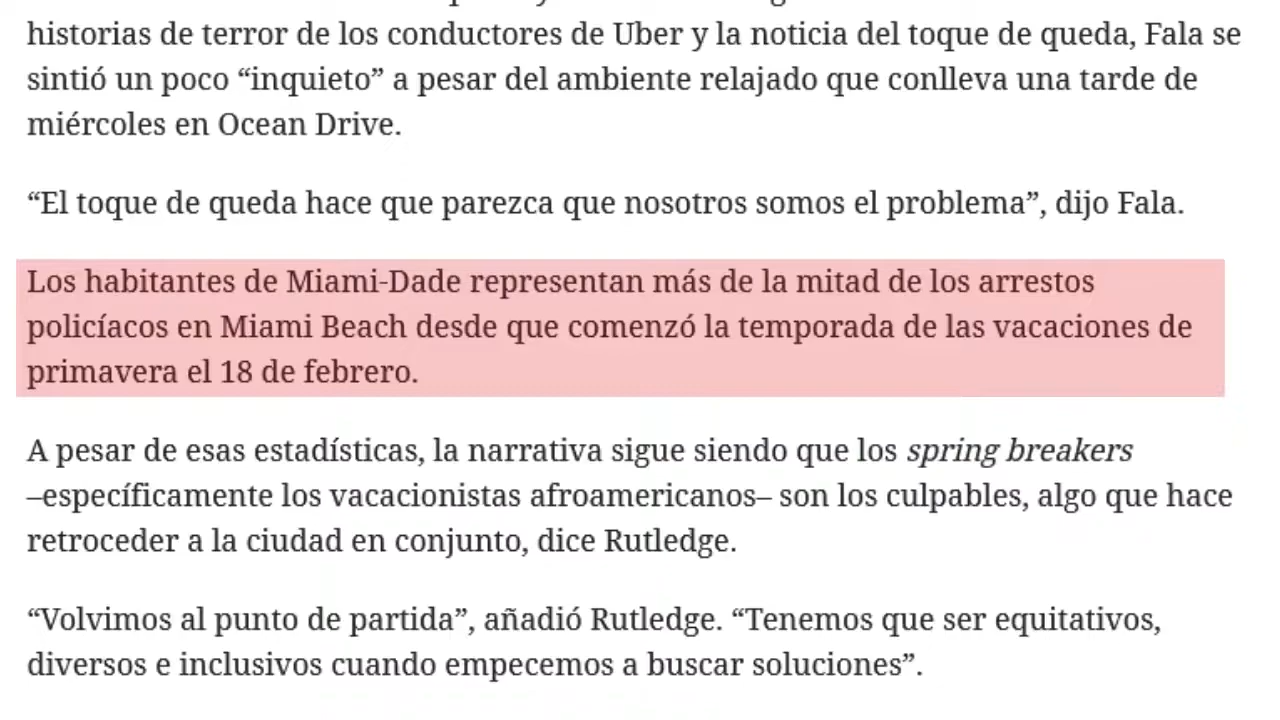 historias de terror de los conductores de Uber y la noticia del toque de queda, Fala se
sintió un poco “inquieto” a pesar del ambiente relajado que conlleva una tarde de
miércoles en Ocean Drive.
“El toque de queda hace que parezca que nosotros somos el problema”, dijo Fala.
Los habitantes de Miami-Dade representan más de la mitad de los arrestos
policíacos en Miami Beach desde que comenzó la temporada de las vacaciones de
primavera el 18 de febrero.
A pesar de esas estadísticas, la narrativa sigue siendo que los spring breakers
–específicamente los vacacionistas afroamericanos– son los culpables, algo que hace
retroceder a la ciudad en conjunto, dice Rutledge.
“Volvimos al punto de partida”, añadió Rutledge. “Tenemos que ser equitativos,
diversos e inclusivos cuando empecemos a buscar soluciones”.